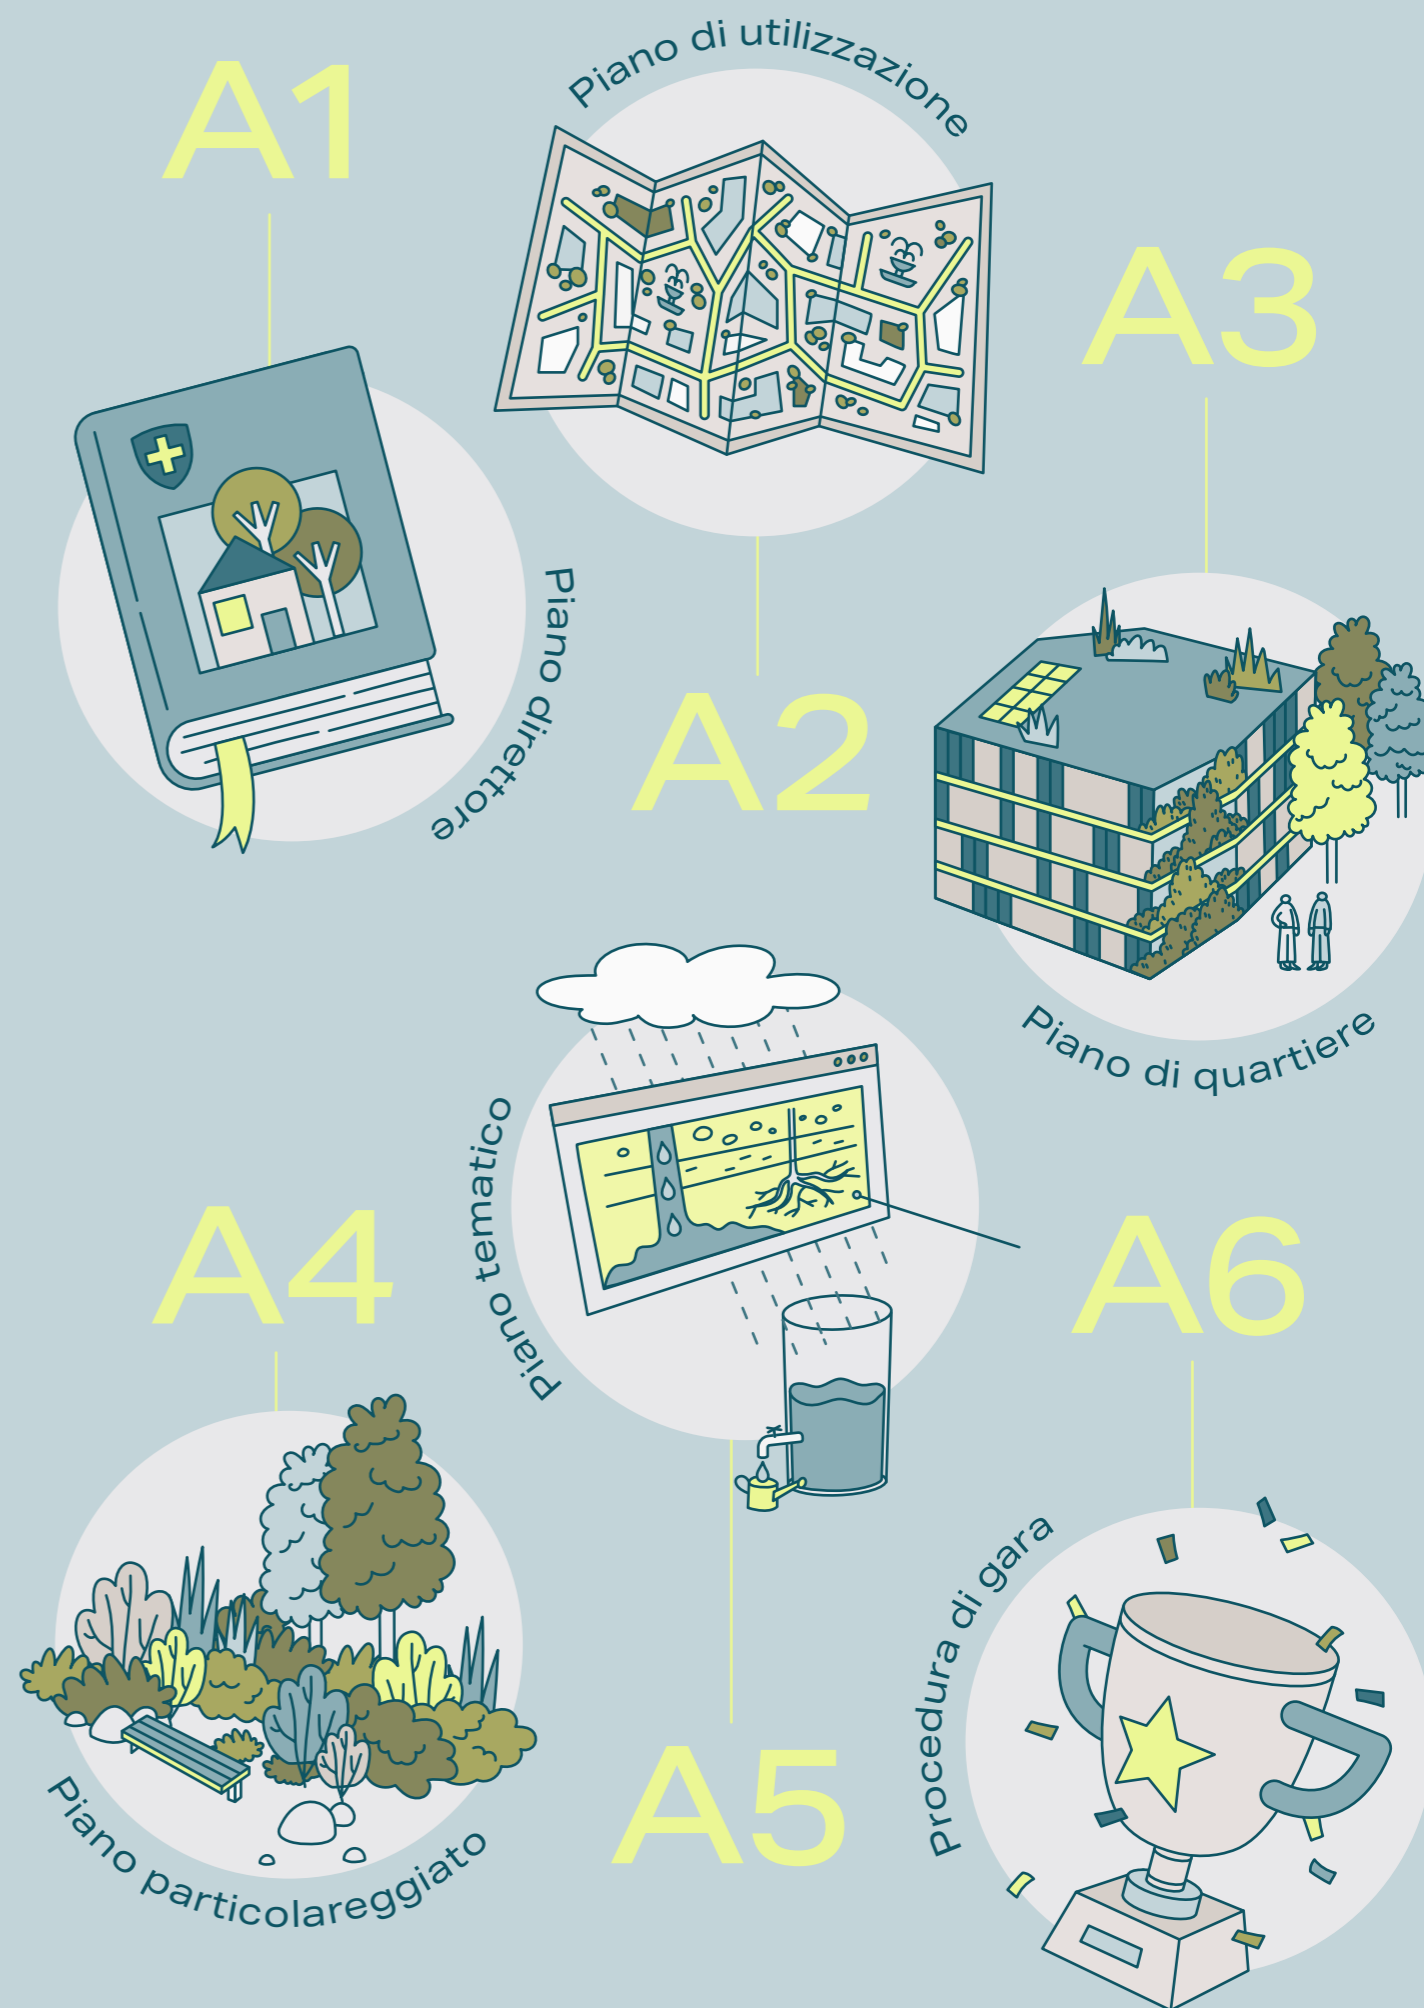 A1
Piano direttore
Piano di utilizzazione
A2
A3
Piano di quartiere
A4
Piano particolareggiato
Piano tematico
A5
A6
Procedura di gara